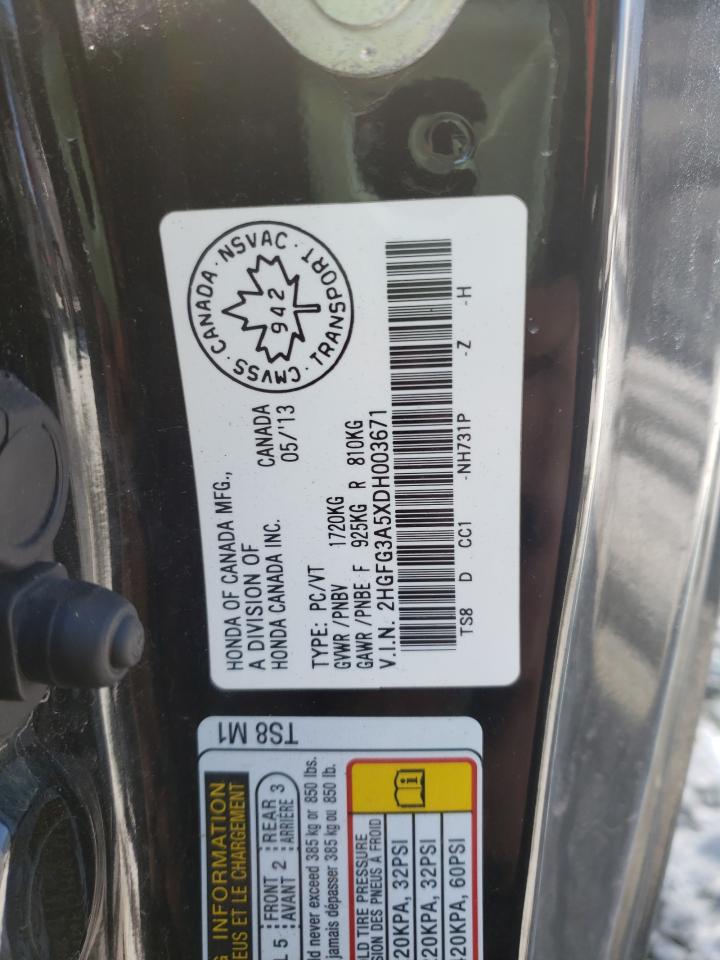 CMVSS · CANADA · NSVAC · TRANSPORT ·
942
HONDA OF CANADA MFG.,
A DIVISION OF
HONDA CANADA INC.
CANADA
05/'13
TYPE: PC/VT
GVWR /PNBV 1720KG
GAWR /PNBE F 925KG R 810KG
V.I.N. 2HGFG3A5XDH003671
TS8 D CC1 -NH731P -Z -H
TS8 M1
INFORMATION
ET LE CHARGEMENT
5 FRONT 2 REAR 3
AVANT 2 ARRIÈRE 3
never exceed 385 kg or 850 lbs.
jamais dépasser 385 kg ou 850 lb.
TIRE PRESSURE
DES PNEUS À FROID
20KPA, 32PSI
20KPA, 32PSI
20KPA, 60PSI